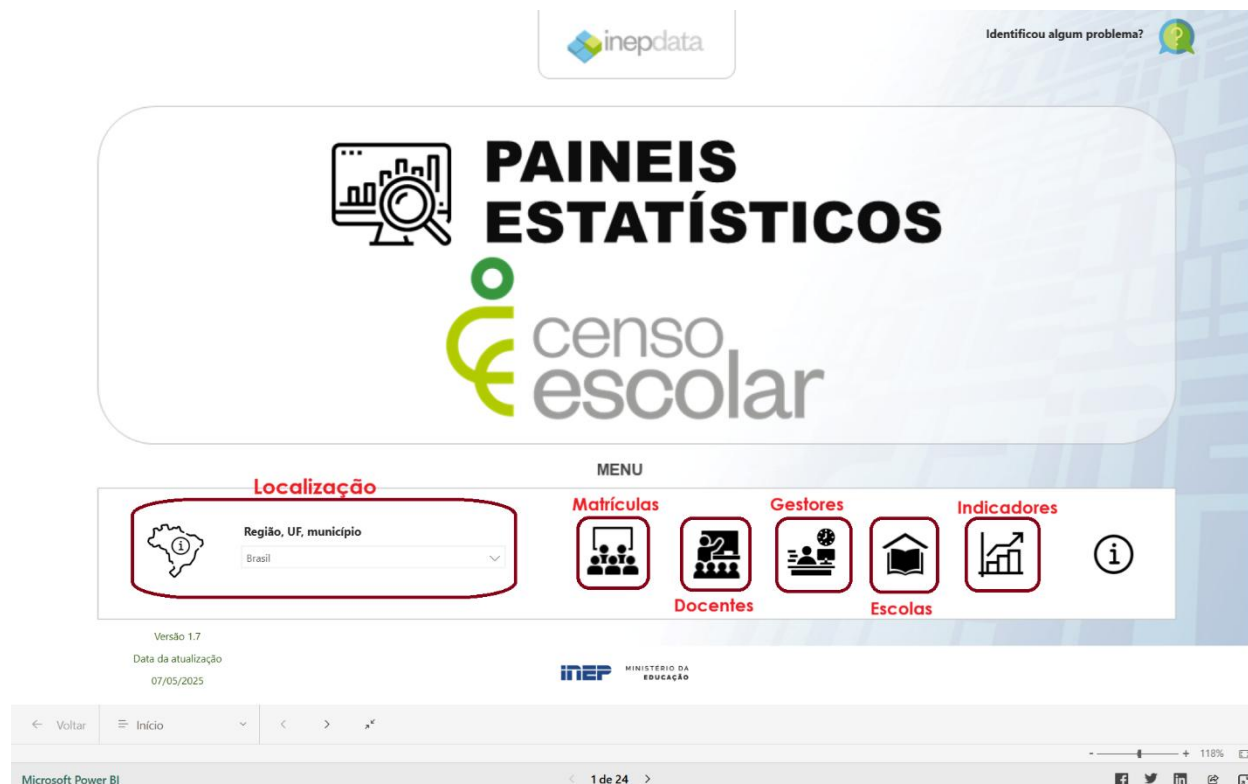 inepdata
Identificou algum problema?
PAINEIS
ESTATÍSTICOS
censo
escolar
MENU
Localização
Região, UF, município
Brasil
Matrículas
Docentes
Gestores
Escolas
Indicadores
Versão 1.7
Data da atualização
07/05/2025
inep
MINISTÉRIO DA
EDUCAÇÃO
Voltar
Início
118%
Microsoft Power BI
1 de 24